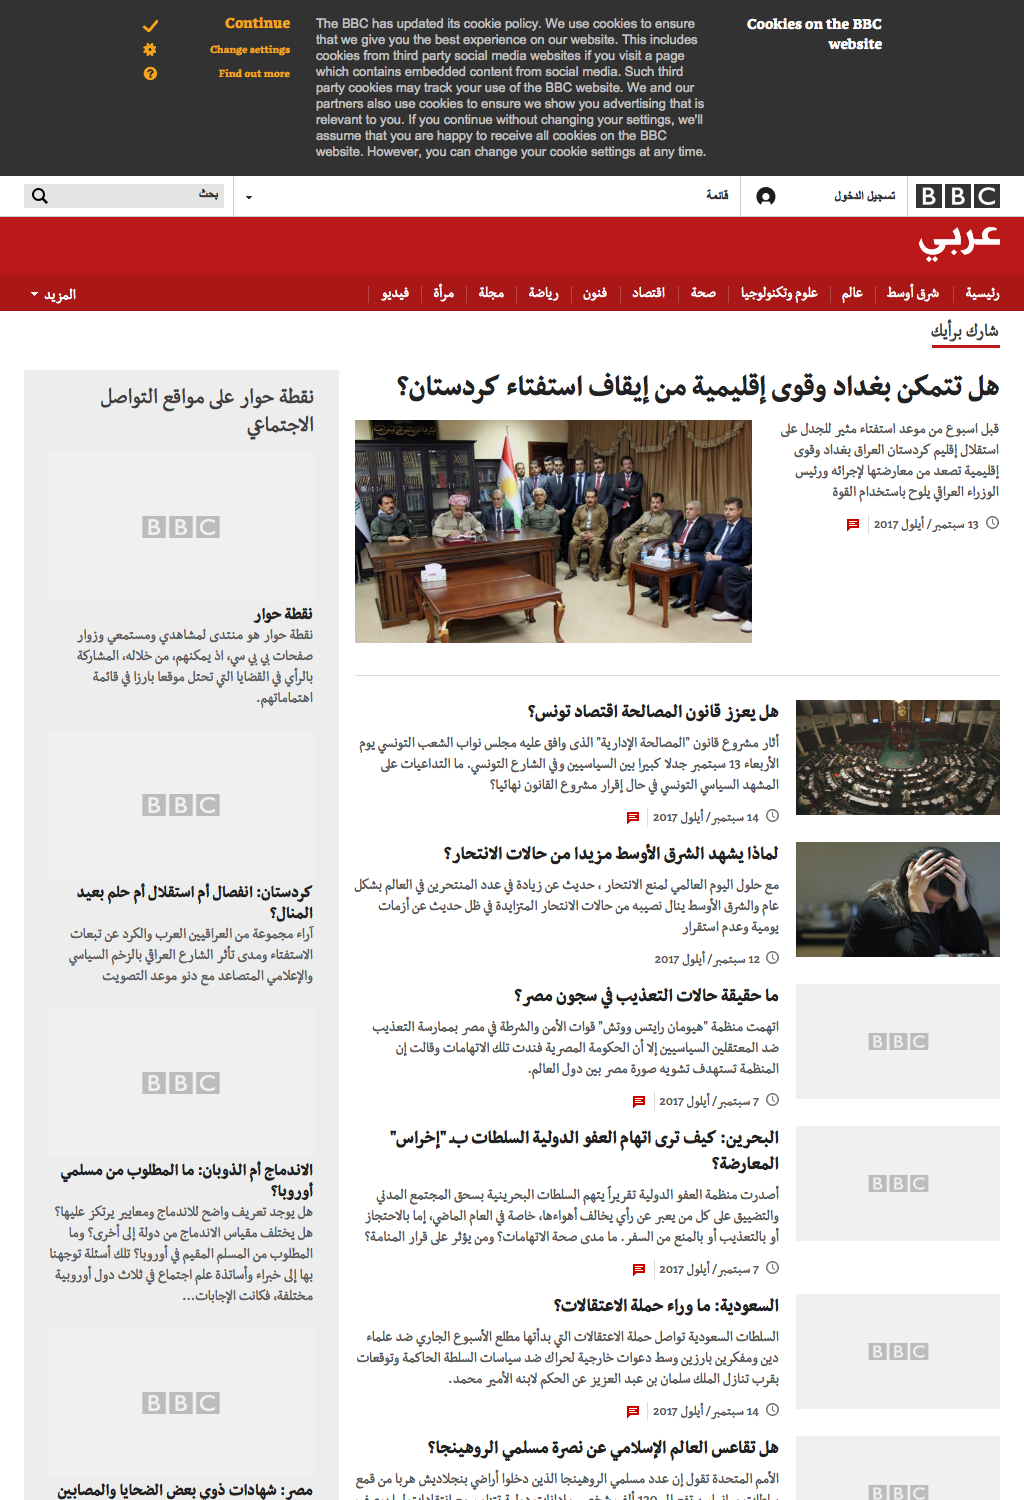 Cookies on the BBC
website
The BBC has updated its cookie policy. We use cookies to ensure
that we give you the best experience on our website. This includes
cookies from third party social media websites if you visit a page
which contains embedded content from social media. Such third
party cookies may track your use of the BBC website. We and our
partners also use cookies to ensure we show you advertising that is
relevant to you. If you continue without changing your settings, we'll
assume that you are happy to receive all cookies on the BBC
website. However, you can change your cookie settings at any time.
Continue
Change settings
Find out more
BBC
تسجيل الدخول
قائمة
بحث
عربي
رئيسية
شرق أوسط
عالم
علوم وتكنولوجيا
صحة
اقتصاد
فنون
رياضة
مجلة
مرأة
فيديو
المزيد
شارك برأيك
هل تتمكن بغداد وقوى إقليمية من إيقاف استفتاء كردستان؟
قبل اسبوع من موعد استفتاء مثير للجدل على
استقلال إقليم كردستان العراق بغداد وقوى
إقليمية تصعد من معارضتها لإجرائه ورئيس
الوزراء العراقي يلوح باستخدام القوة
13 سبتمبر/ أيلول 2017
هل يعزز قانون المصالحة اقتصاد تونس؟
أثار مشروع قانون "المصالحة الإدارية" الذى وافق عليه مجلس نواب الشعب التونسي يوم
الأربعاء 13 سبتمبر جدلا كبيرا بين السياسيين وفي الشارع التونسي. ما التداعيات على
المشهد السياسي التونسي في حال إقرار مشروع القانون نهائيا؟
14 سبتمبر/ أيلول 2017
لماذا يشهد الشرق الأوسط مزيدا من حالات الانتحار؟
مع حلول اليوم العالمي لمنع الانتحار ، حديث عن زيادة في عدد المنتحرين في العالم بشكل
عام والشرق الأوسط ينال نصيبه من حالات الانتحار المتزايدة في ظل حديث عن أزمات
يومية وعدم استقرار
12 سبتمبر/ أيلول 2017
ما حقيقة حالات التعذيب في سجون مصر؟
اتهمت منظمة "هيومان رايتس ووتش" قوات الأمن والشرطة في مصر بممارسة التعذيب
ضد المعتقلين السياسيين إلا أن الحكومة المصرية فندت تلك الاتهامات وقالت إن
المنظمة تستهدف تشويه صورة مصر بين دول العالم.
7 سبتمبر/ أيلول 2017
BBC
البحرين: كيف ترى اتهام العفو الدولية السلطات بـ "إخراس"
المعارضة؟
أصدرت منظمة العفو الدولية تقريراً يتهم السلطات البحرينية بسحق المجتمع المدني
والتضييق على كل من يعبر عن رأي يخالف أهواءها، خاصة في العام الماضي، إما بالاحتجاز
أو بالتعذيب أو بالمنع من السفر. ما مدى صحة الاتهامات؟ ومن يؤثر على قرار المنامة؟
7 سبتمبر/ أيلول 2017
BBC
السعودية: ما وراء حملة الاعتقالات؟
السلطات السعودية تواصل حملة الاعتقالات التي بدأتها مطلع الأسبوع الجاري ضد علماء
دين ومفكرين بارزين وسط دعوات خارجية لحراك ضد سياسات السلطة الحاكمة وتوقعات
بقرب تنازل الملك سلمان بن عبد العزيز عن الحكم لابنه الأمير محمد.
14 سبتمبر/ أيلول 2017
BBC
هل تقاعس العالم الإسلامي عن نصرة مسلمي الروهينجا؟
الأمم المتحدة تقول إن عدد مسلمي الروهينجا الذين دخلوا أراضي بنجلاديش هربا من قمع
BBC
نقطة حوار على مواقع التواصل
الاجتماعي
BBC
نقطة حوار
نقطة حوار هو منتدى لمشاهدي ومستمعي وزوار
صفحات بي بي سي، اذ يمكنهم، من خلاله، المشاركة
بالرأي في القضايا التي تحتل موقعا بارزا في قائمة
اهتماماتهم.
BBC
كردستان: انفصال أم استقلال أم حلم بعيد
المنال؟
آراء مجموعة من العراقيين العرب والكرد عن تبعات
الاستفتاء ومدى تأثر الشارع العراقي بالزخم السياسي
والإعلامي المتصاعد مع دنو موعد التصويت
BBC
الاندماج أم الذوبان: ما المطلوب من مسلمي
أوروبا؟
هل يوجد تعريف واضح للاندماج ومعايير يرتكز عليها؟
هل يختلف مقياس الاندماج من دولة إلى أخرى؟ وما
المطلوب من المسلم المقيم في أوروبا؟ تلك أسئلة توجهنا
بها إلى خبراء وأساتذة علم اجتماع في ثلاث دول أوروبية
مختلفة، فكانت الإجابات...
BBC
مصر: شهادات ذوي بعض الضحايا والمصابين